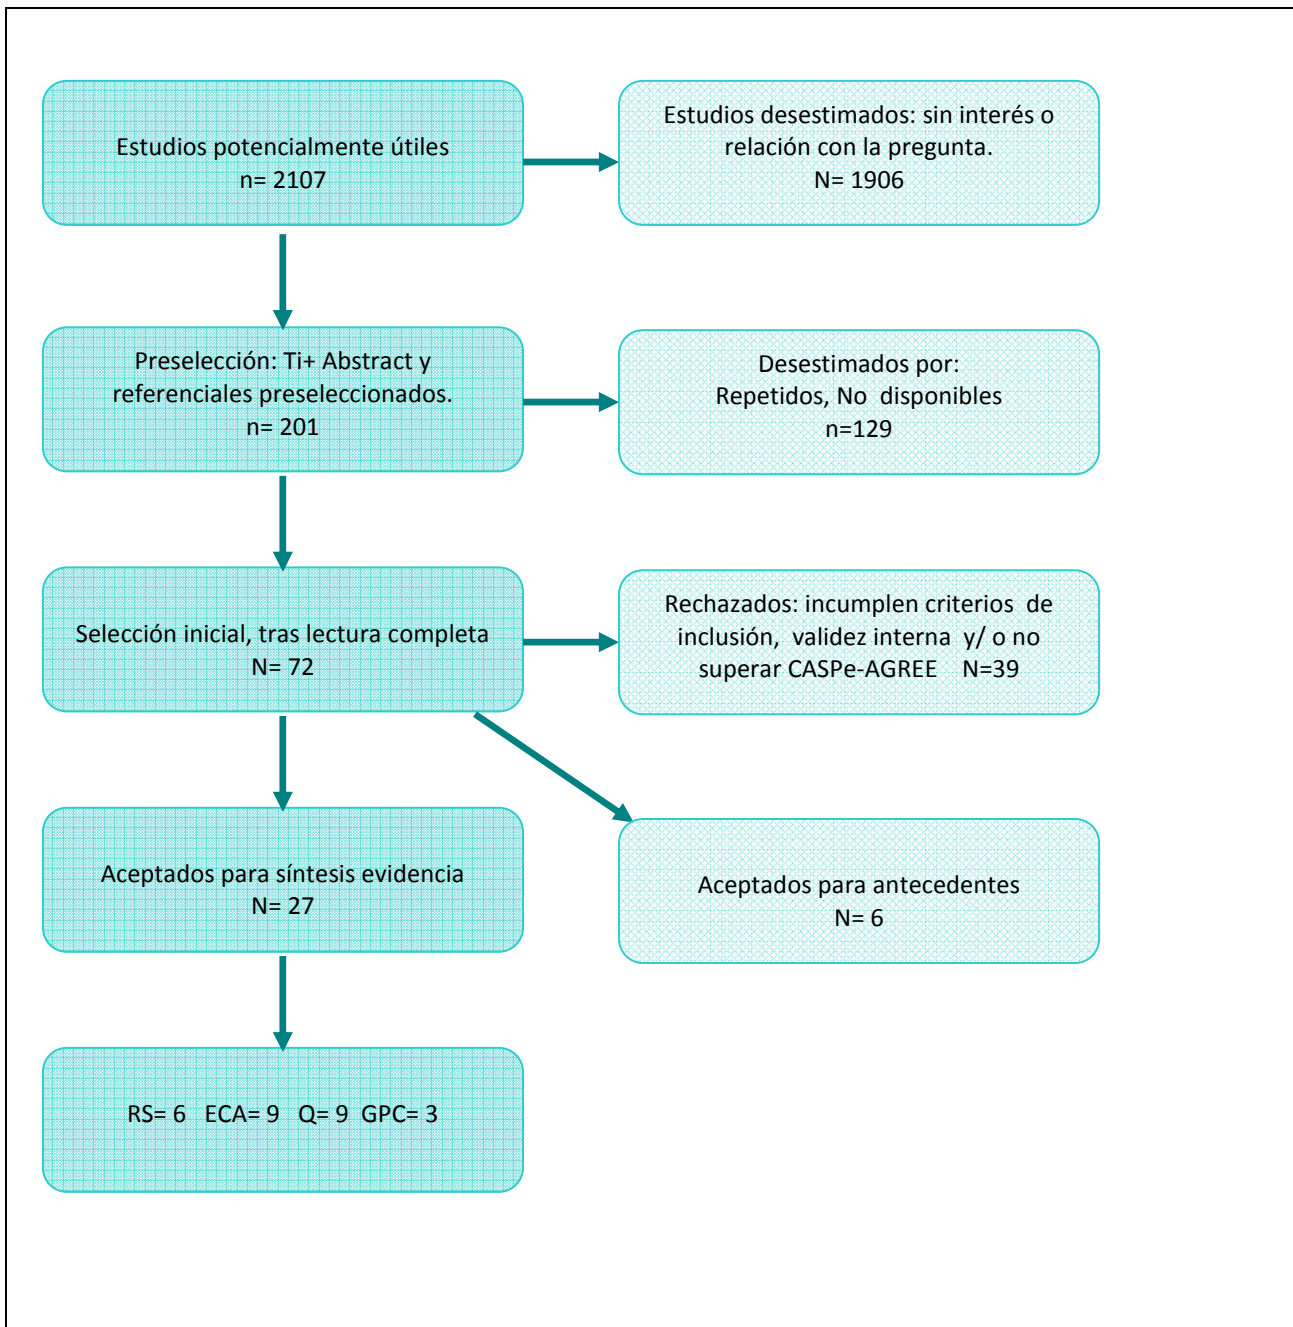 Estudios potencialmente útiles
n= 2107
Estudios desestimados: sin interés o
relación con la pregunta.
N= 1906
Preselección: Ti+ Abstract y
referenciales preseleccionados.
n= 201
Desestimados por:
Repetidos, No disponibles
n=129
Selección inicial, tras lectura completa
N= 72
Rechazados: incumplen criterios de
inclusión, validez interna y/ o no
superar CASPe-AGREE N=39
Aceptados para síntesis evidencia
N= 27
Aceptados para antecedentes
N= 6
RS= 6 ECA= 9 Q= 9 GPC= 3